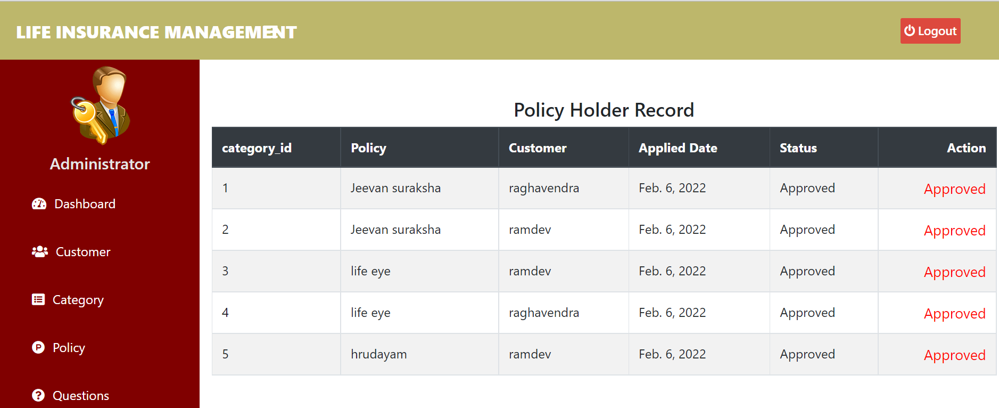 LIFE INSURANCE MANAGEMENT
Logout
Administrator
Dashboard
Customer
Category
P Policy
? Questions
Policy Holder Record
category_id Policy Customer Applied Date Status Action
1 Jeevan suraksha raghavendra Feb. 6, 2022 Approved Approved
2 Jeevan suraksha ramdev Feb. 6, 2022 Approved Approved
3 life eye ramdev Feb. 6, 2022 Approved Approved
4 life eye raghavendra Feb. 6, 2022 Approved Approved
5 hrudayam ramdev Feb. 6, 2022 Approved Approved